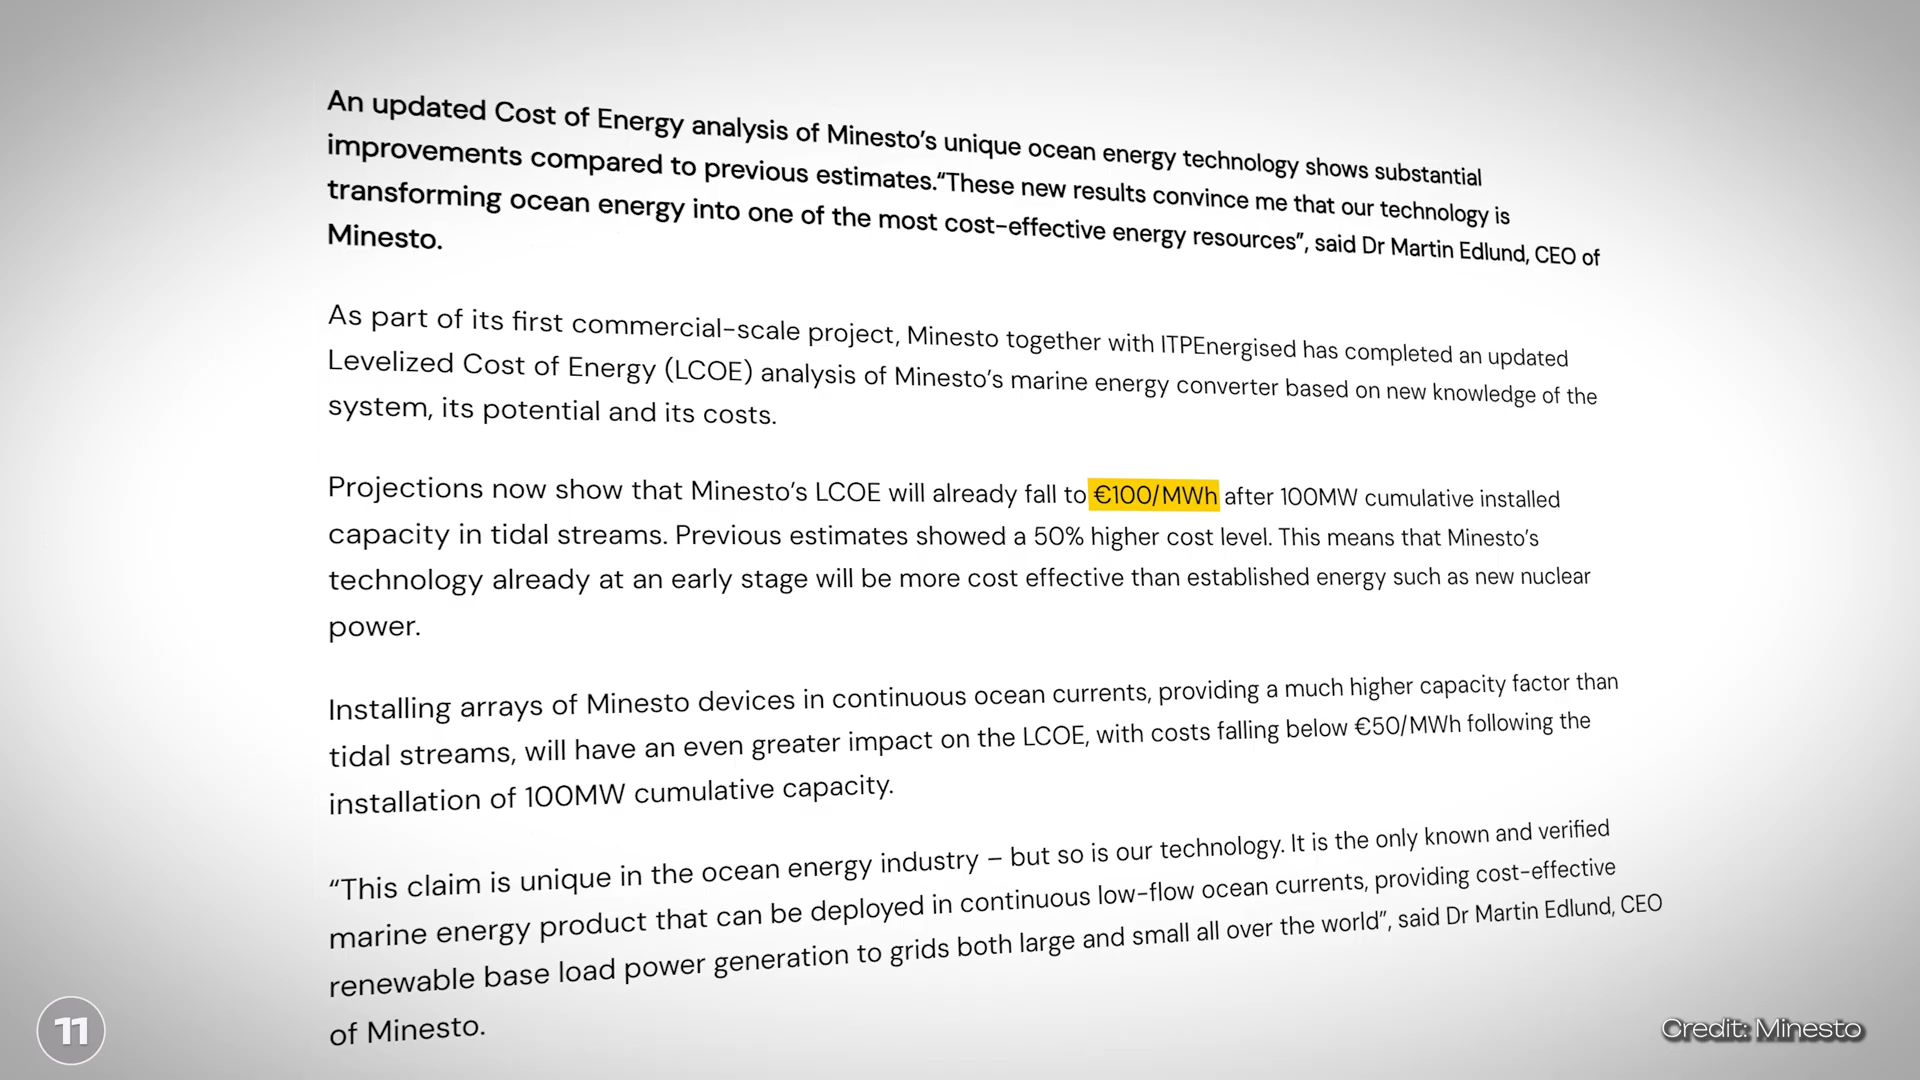 An updated Cost of Energy analysis of Minesto’s unique ocean energy technology shows substantial
improvements compared to previous estimates.“These new results convince me that our technology is
transforming ocean energy into one of the most cost-effective energy resources”, said Dr Martin Edlund, CEO of
Minesto.
As part of its first commercial-scale project, Minesto together with ITPEnergised has completed an updated
Levelized Cost of Energy (LCOE) analysis of Minesto’s marine energy converter based on new knowledge of the
system, its potential and its costs.
Projections now show that Minesto’s LCOE will already fall to €100/MWh after 100MW cumulative installed
capacity in tidal streams. Previous estimates showed a 50% higher cost level. This means that Minesto’s
technology already at an early stage will be more cost effective than established energy such as new nuclear
power.
Installing arrays of Minesto devices in continuous ocean currents, providing a much higher capacity factor than
tidal streams, will have an even greater impact on the LCOE, with costs falling below €50/MWh following the
installation of 100MW cumulative capacity.
“This claim is unique in the ocean energy industry – but so is our technology. It is the only known and verified
marine energy product that can be deployed in continuous low-flow ocean currents, providing cost-effective
renewable base load power generation to grids both large and small all over the world”, said Dr Martin Edlund, CEO
of Minesto.
11
Credit: Minesto